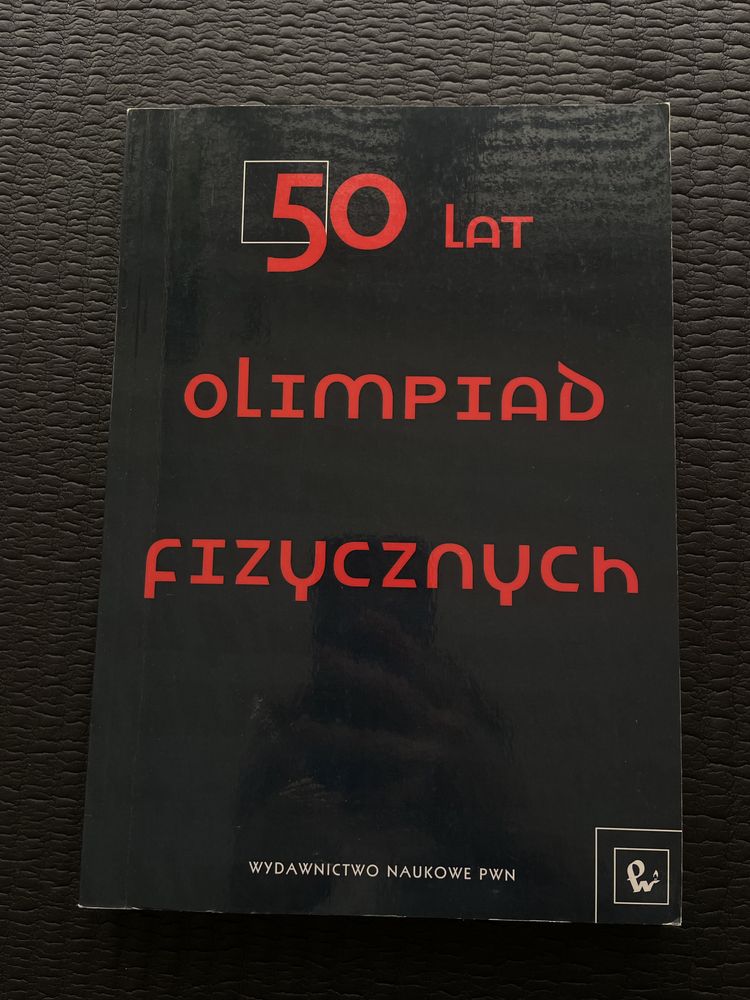 50 LAT
OLIMPIAD
FIZYCZNYCH
WYDAWNICTWO NAUKOWE PWN